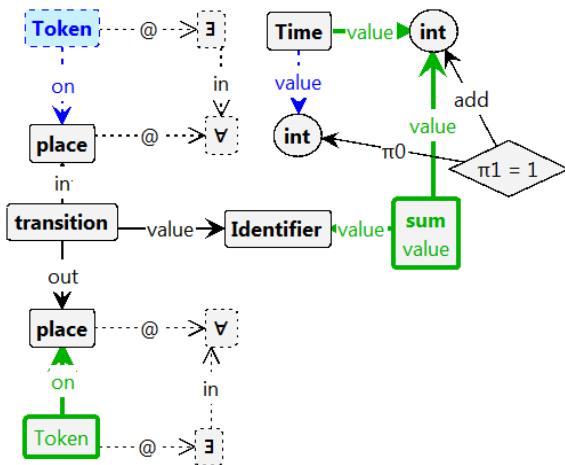 Token
@
∃
Time
value
int
on
in
value
add
value
place
@
∀
int
π0
π1 = 1
in
transition
value
Identifier
value
sum
value
out
place
@
∀
on
in
Token
@
∃